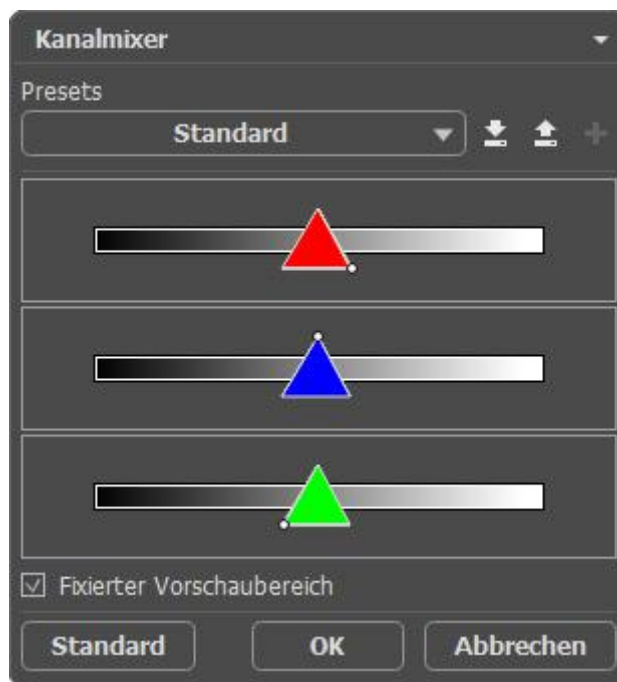 Kanalmixer
Presets
Standard
Fixierter Vorschaubereich
Standard OK Abbrechen